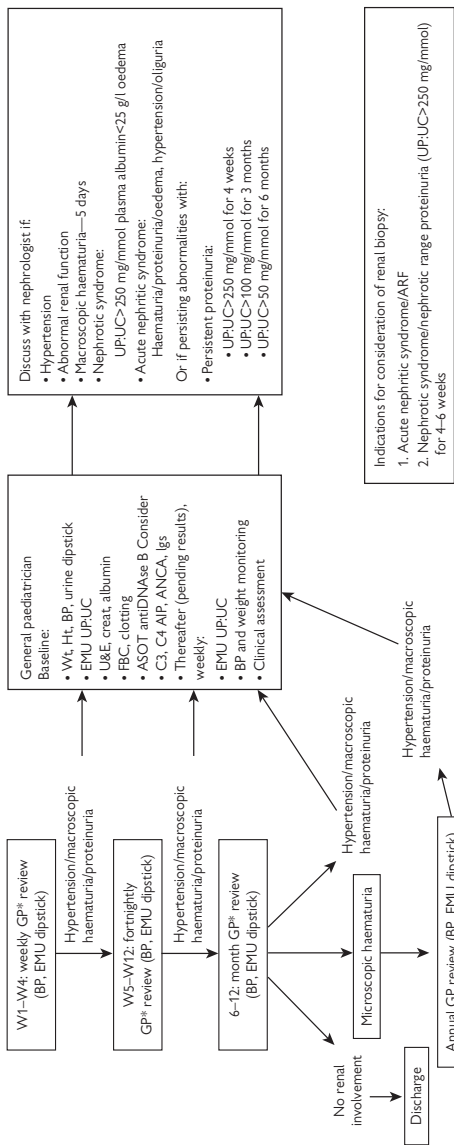 W1–W4: weekly GP* review
(BP, EMU dipstick)
Hypertension/macroscopic
haematuria/proteinuria
W5–W12: fortnightly
GP* review (BP, EMU dipstick)
Hypertension/macroscopic
haematuria/proteinuria
6–12: month GP* review
(BP, EMU dipstick)
No renal
involvement
Discharge
Microscopic haematuria
Hypertension/macroscopic
haematuria/proteinuria
Annual GP review (BP, EMU dipstick)
Hypertension/macroscopic
haematuria/proteinuria
General paediatrician
Baseline:
• Wt, Ht, BP, urine dipstick
• EMU UP:UC
• U&E, creat, albumin
FBC, clotting
• ASOT antiDNAse B Consider
C3, C4 AIP, ANCA, Igs
• Thereafter (pending results),
weekly:
• EMU UP:UC
• BP and weight monitoring
• Clinical assessment
Discuss with nephrologist if:
• Hypertension
• Abnormal renal function
• Macroscopic haematuria—5 days
• Nephrotic syndrome:
UP:UC>250 mg/mmol plasma albumin<25 g/l oedema
• Acute nephritic syndrome:
Haematuria/proteinuria/oedema, hypertension/oliguria
Or if persisting abnormalities with:
• Persistent proteinuria:
• UP:UC>250 mg/mmol for 4 weeks
• UP:UC>100 mg/mmol for 3 months
• UP:UC>50 mg/mmol for 6 months
Indications for consideration of renal biopsy:
1. Acute nephritic syndrome/ARF
2. Nephrotic syndrome/nephrotic range proteinuria (UP:UC>250 mg/mmol)
for 4–6 weeks